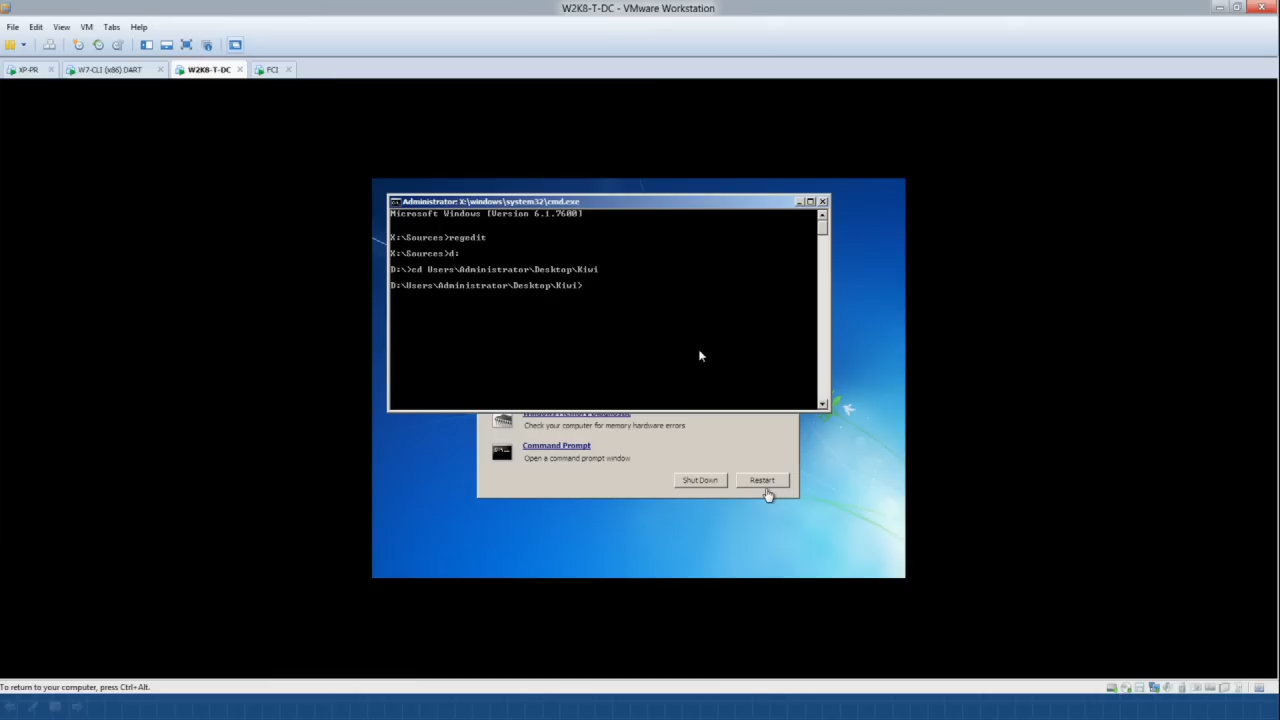 W2K8-T-DC - VMware Workstation
File Edit View VM Tabs Help
XP-PR W7-CLI (x86) DART W2K8-T-DC FCI
Administrator: X:\windows\system32\cmd.exe
Microsoft Windows [Version 6.1.7600]
X:\Sources>regedit
X:\Sources>d:
D:\>cd Users\Administrator\Desktop\Kiwi
D:\Users\Administrator\Desktop\Kiwi>
Check your computer for memory hardware errors
Command Prompt
Open a command prompt window
Shut Down Restart
To return to your computer, press Ctrl+Alt.